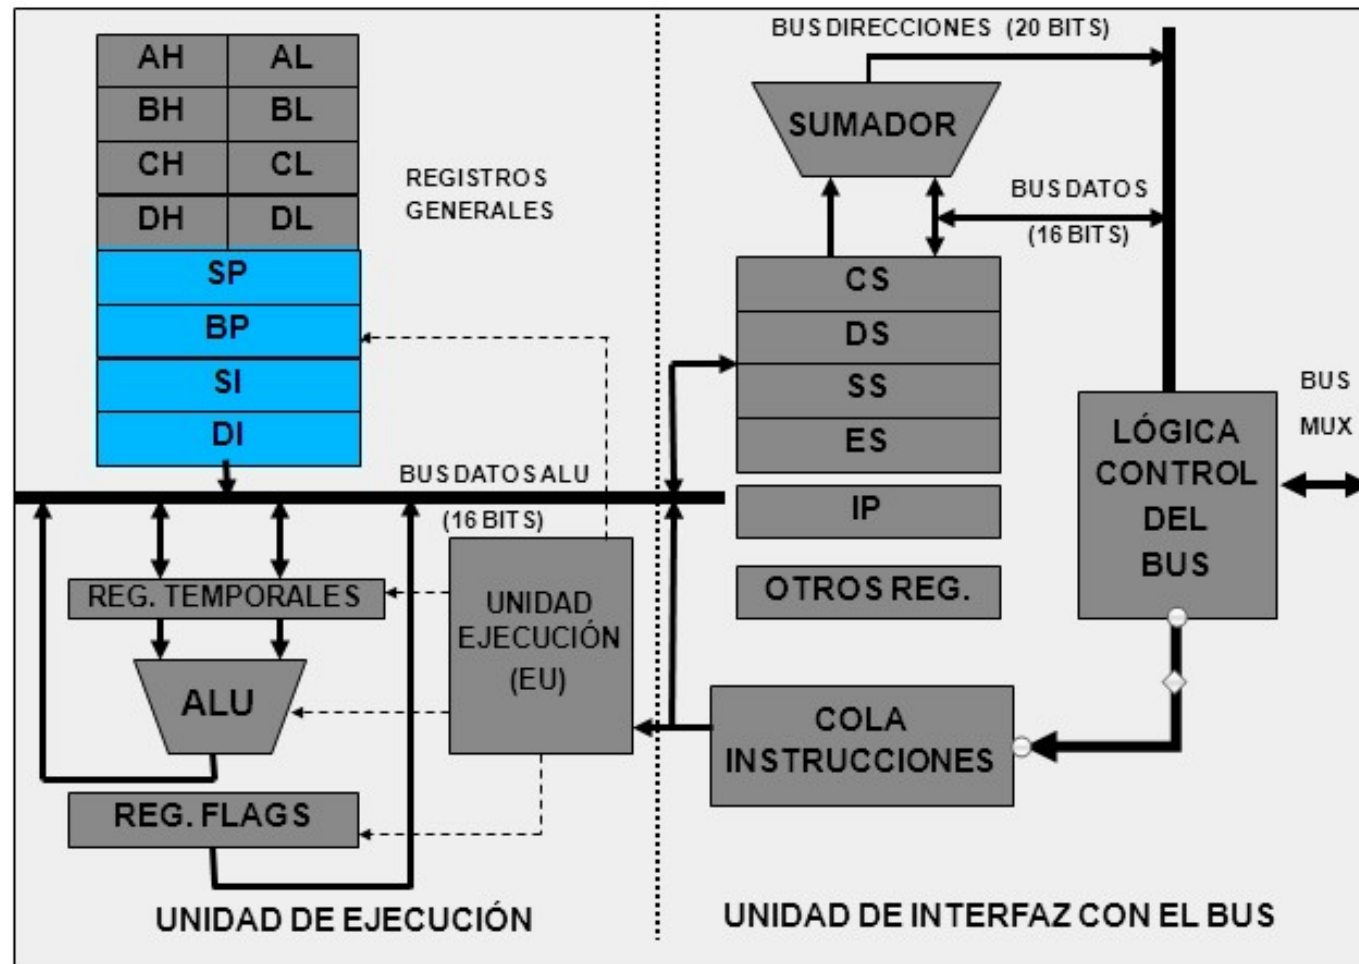 BUS DIRECCIONES (20 BITS)
AH AL
BH BL
CH CL
DH DL
SP
BP
SI
DI
REGISTROS
GENERALES
SUMADOR
BUS DATOS
(16 BITS)
CS
DS
SS
ES
IP
OTROS REG.
LÓGICA
CONTROL
DEL
BUS
BUS
MUX
BUS DATOS ALU
(16 BITS)
REG. TEMPORALES
ALU
REG. FLAGS
UNIDAD
EJECUCIÓN
(EU)
COLA
INSTRUCCIONES
UNIDAD DE EJECUCIÓN
UNIDAD DE INTERFAZ CON EL BUS